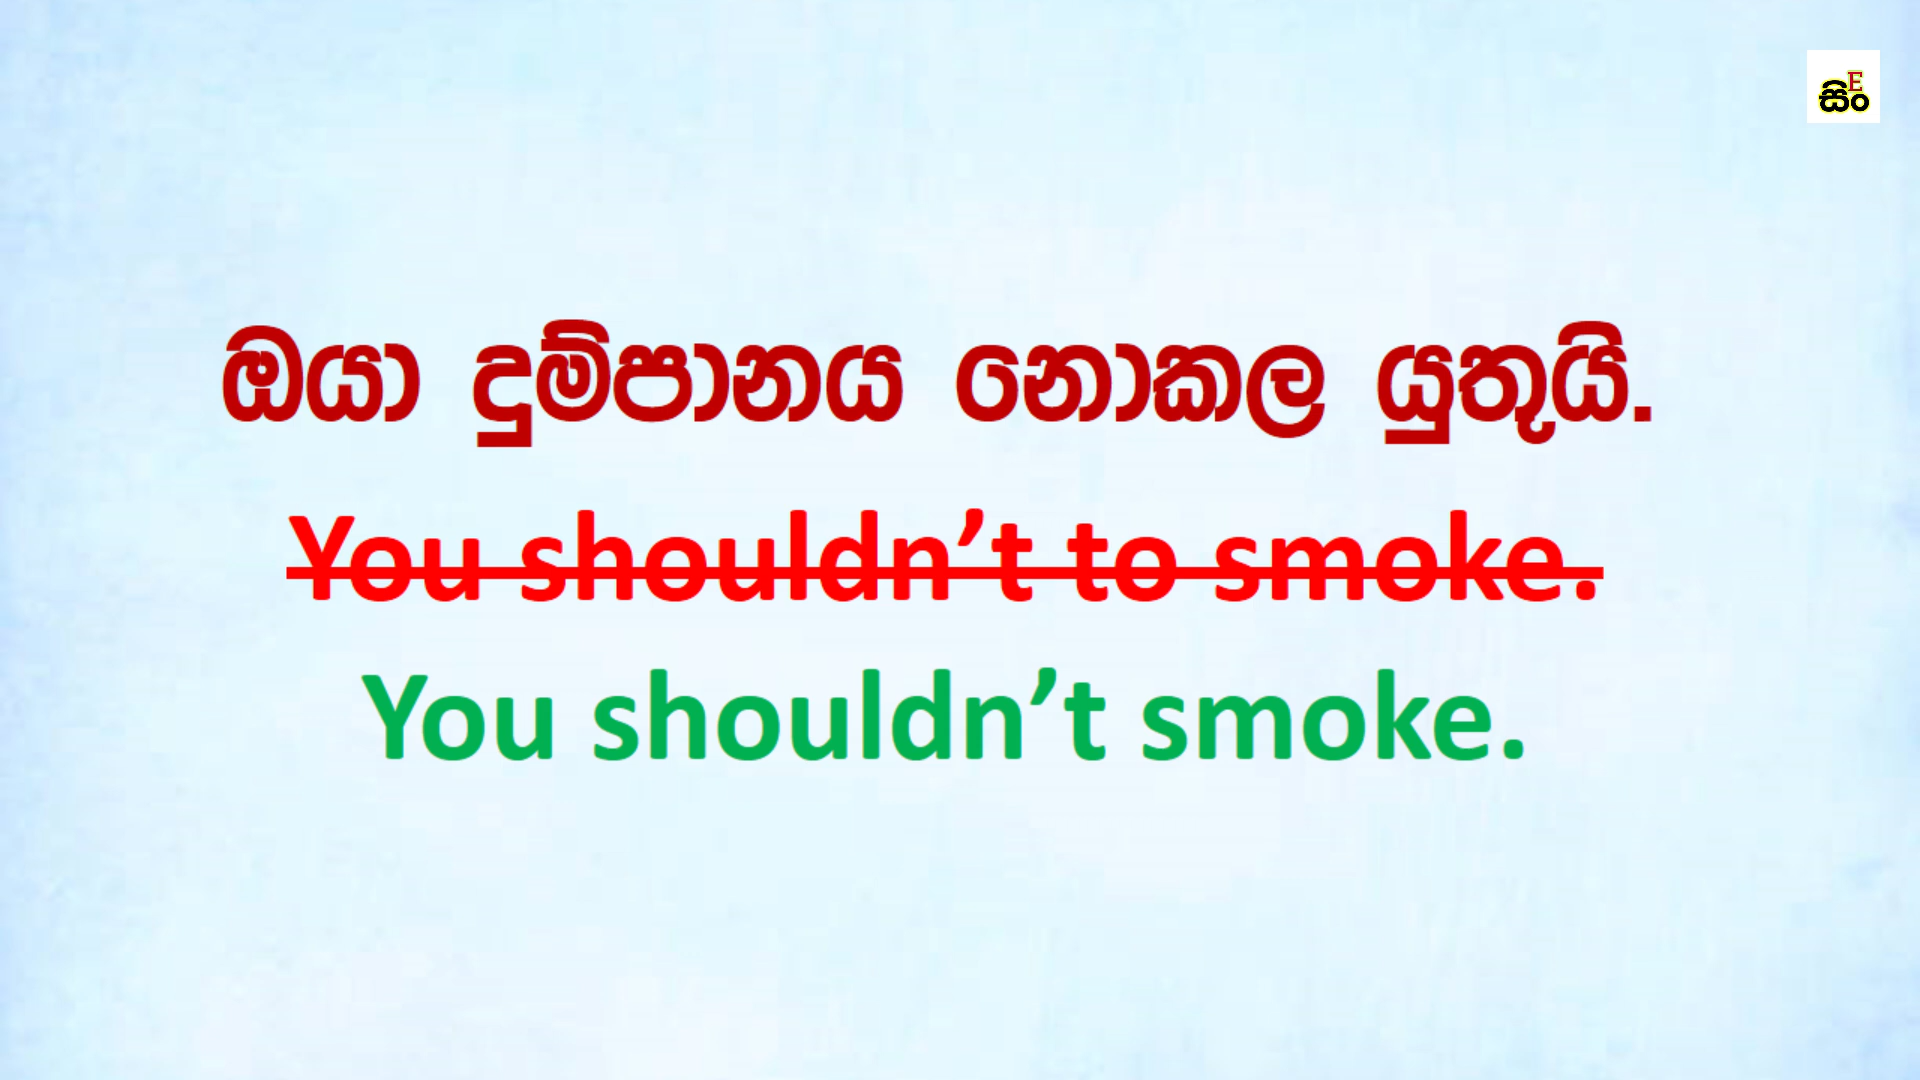 E
සිං
ඔයා දුම්පානය නොකල යුතුයි.
You shouldn’t to smoke.
You shouldn’t smoke.